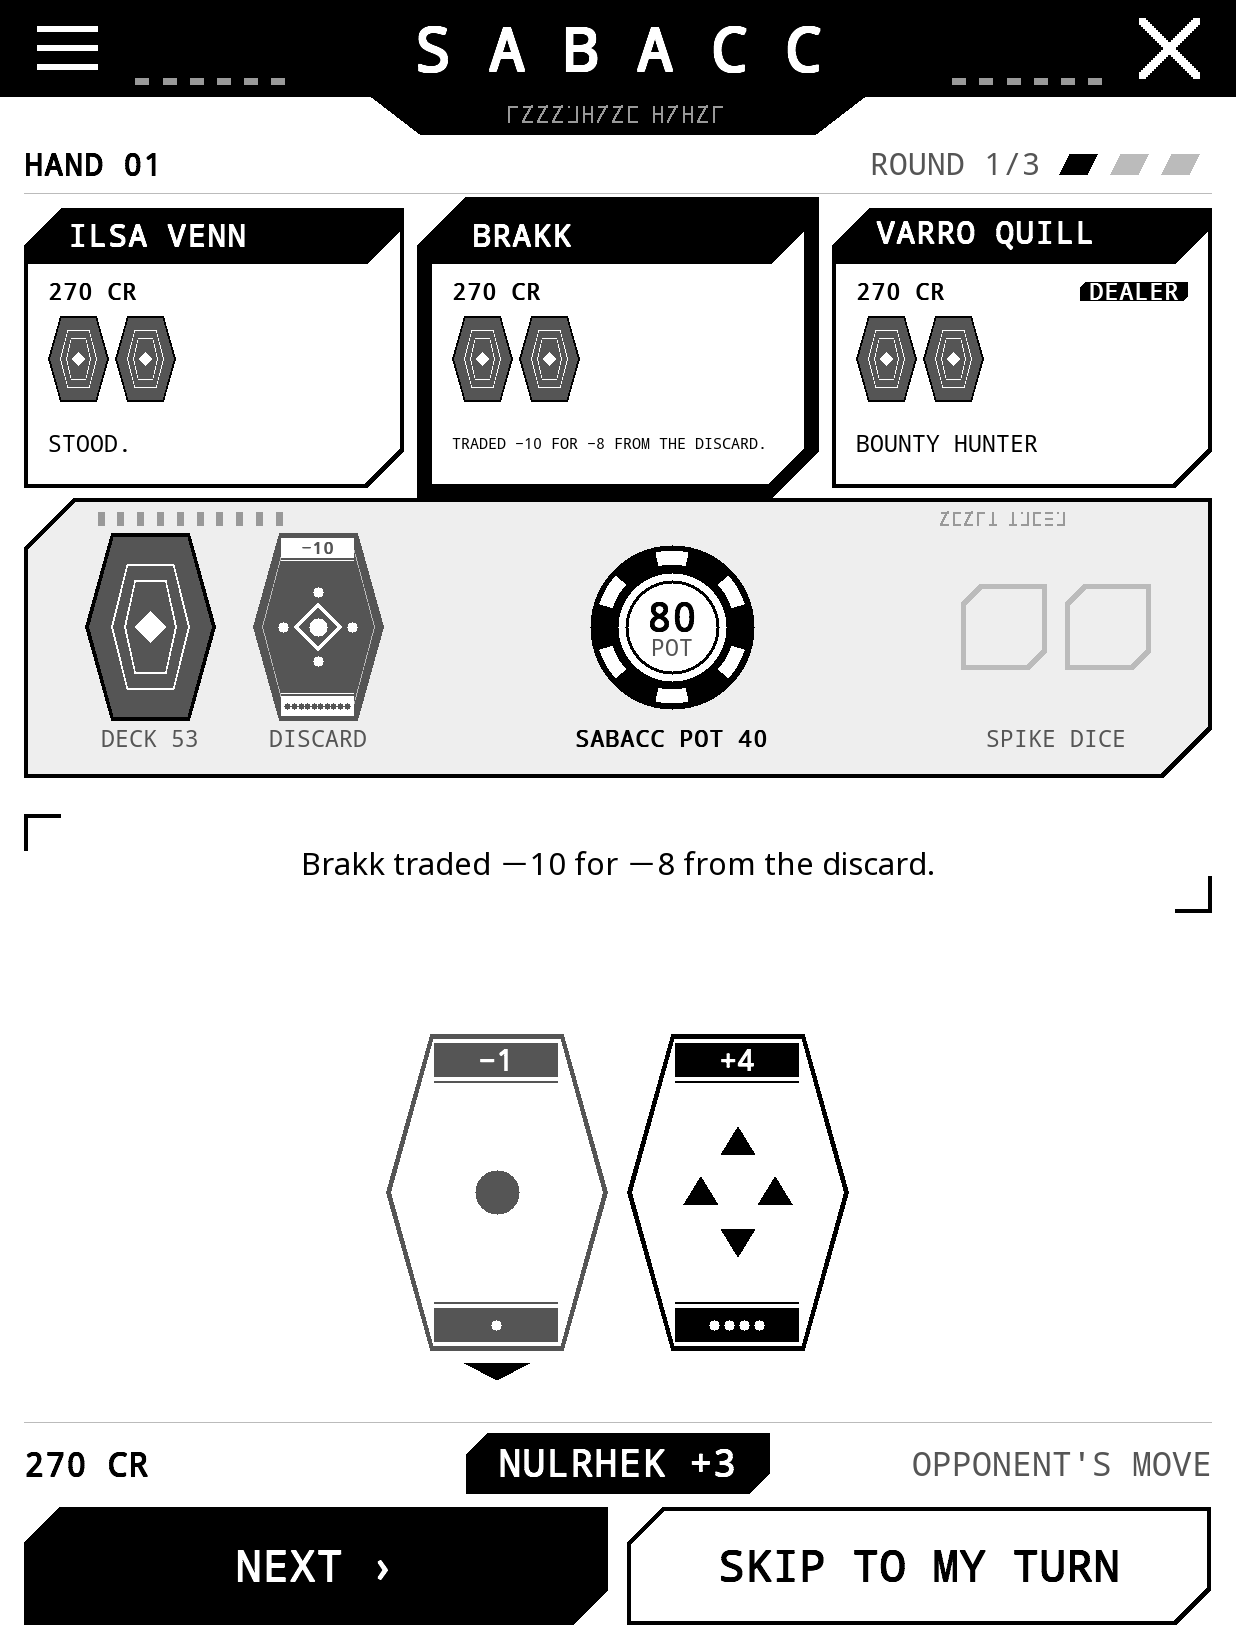 SABACC
HAND 01
ROUND 1/3
ILSA VENN
270 CR
STOOD.
BRAKK
270 CR
TRADED −10 FOR −8 FROM THE DISCARD.
VARRO QUILL
270 CR
DEALER
BOUNTY HUNTER
−10
DECK 53
DISCARD
80
POT
SABACC POT 40
SPIKE DICE
Brakk traded −10 for −8 from the discard.
−1
+4
270 CR
NULRHEK +3
OPPONENT'S MOVE
NEXT ›
SKIP TO MY TURN